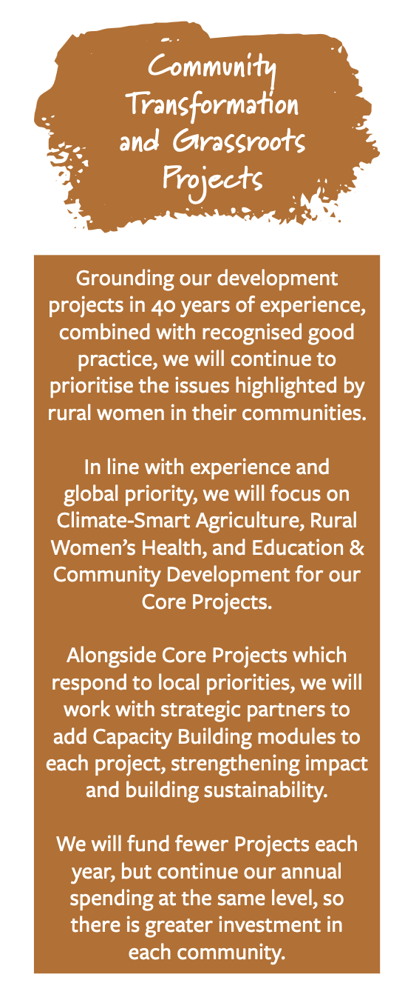 Community
Transformation
and Grassroots
Projects
Grounding our development
projects in 40 years of experience,
combined with recognised good
practice, we will continue to
prioritise the issues highlighted by
rural women in their communities.
In line with experience and
global priority, we will focus on
Climate-Smart Agriculture, Rural
Women’s Health, and Education &
Community Development for our
Core Projects.
Alongside Core Projects which
respond to local priorities, we will
work with strategic partners to
add Capacity Building modules to
each project, strengthening impact
and building sustainability.
We will fund fewer Projects each
year, but continue our annual
spending at the same level, so
there is greater investment in
each community.